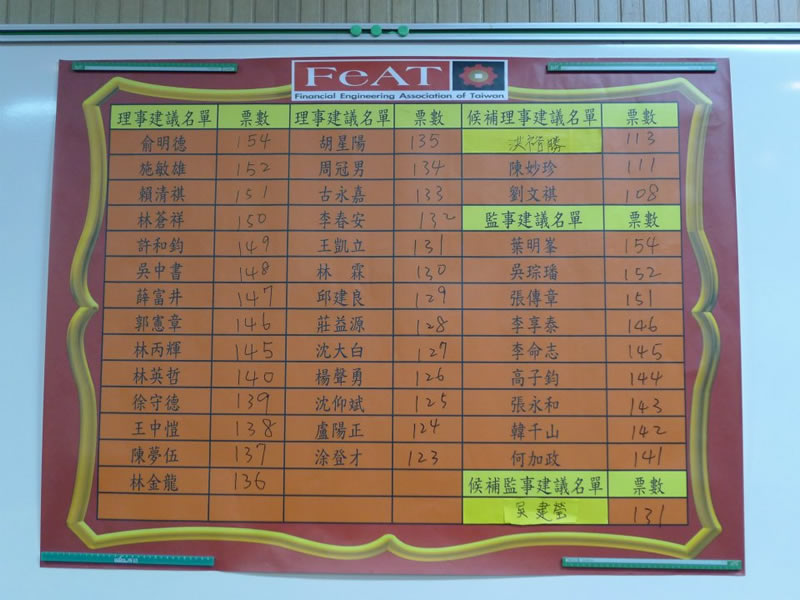 FeAT
Financial Engineering Association of Taiwan
理事建議名單 票數 理事建議名單 票數 候補理事建議名單 票數
俞明德 154 胡星陽 135 洪裕勝 113
施敏雄 152 周冠男 134 陳妙珍 111
賴清祺 151 古永嘉 133 劉文祺 108
林蒼祥 150 李春安 132 監事建議名單 票數
許和鈞 149 王凱立 131 葉明峯 154
吳中書 148 林 霖 130 吳琮璠 152
薛富井 147 邱建良 129 張傳章 151
郭憲章 146 莊益源 128 李享泰 146
林丙輝 145 沈大白 127 李命志 145
林英哲 140 楊聲勇 126 高子鈞 144
徐守德 139 沈仰斌 125 張永和 143
王中愷 138 盧陽正 124 韓千山 142
陳夢伍 137 涂登才 123 何加政 141
林金龍 136 候補監事建議名單 票數
吳建瑩 131